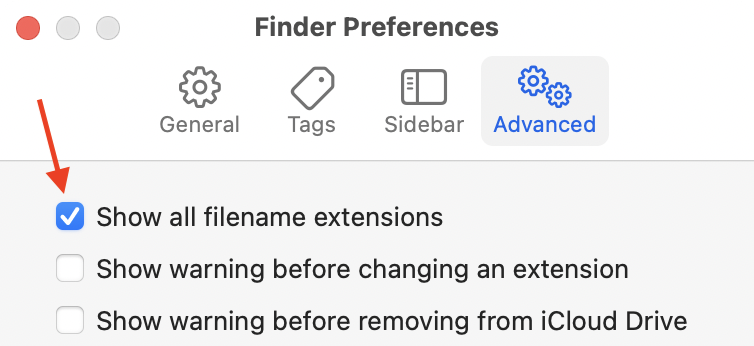 Finder Preferences
General Tags Sidebar Advanced
Show all filename extensions
Show warning before changing an extension
Show warning before removing from iCloud Drive